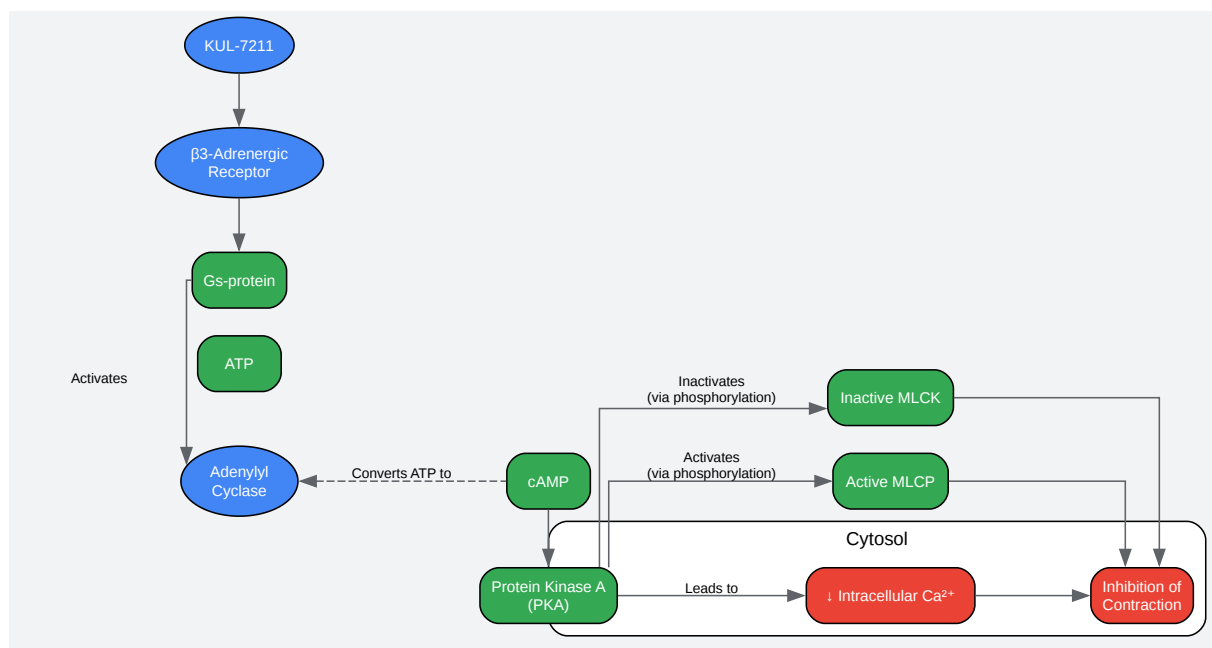 KUL-7211
β3-Adrenergic
Receptor
Gs-protein
ATP
Activates
Adenylyl
Cyclase
Converts ATP to
cAMP
Inactivates
(via phosphorylation)
Inactive MLCK
Activates
(via phosphorylation)
Active MLCP
Cytosol
Protein Kinase A
(PKA)
Leads to
↓ Intracellular Ca²⁺
Inhibition of
Contraction